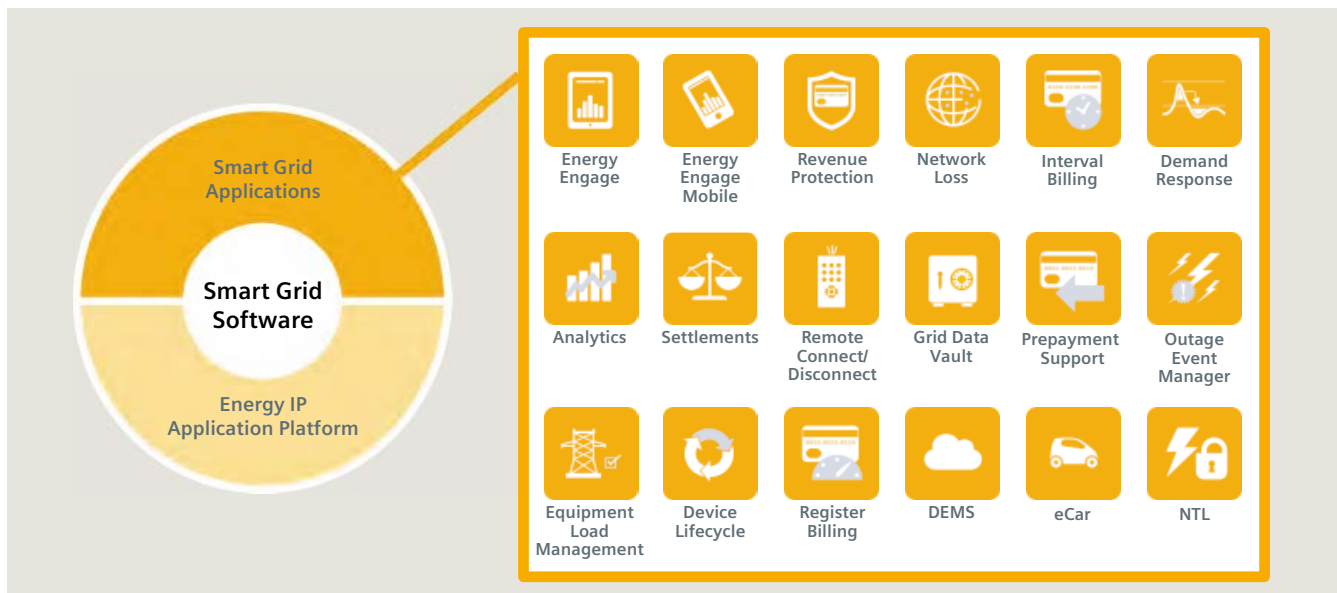 Smart Grid
Applications
Smart Grid
Software
Energy IP
Application Platform
Energy
Engage
Energy
Engage
Mobile
Revenue
Protection
Network
Loss
Interval
Billing
Demand
Response
Analytics
Settlements
Remote
Connect/
Disconnect
Grid Data
Vault
Prepayment
Support
Outage
Event
Manager
Equipment
Load
Management
Device
Lifecycle
Register
Billing
DEMS
eCar
NTL